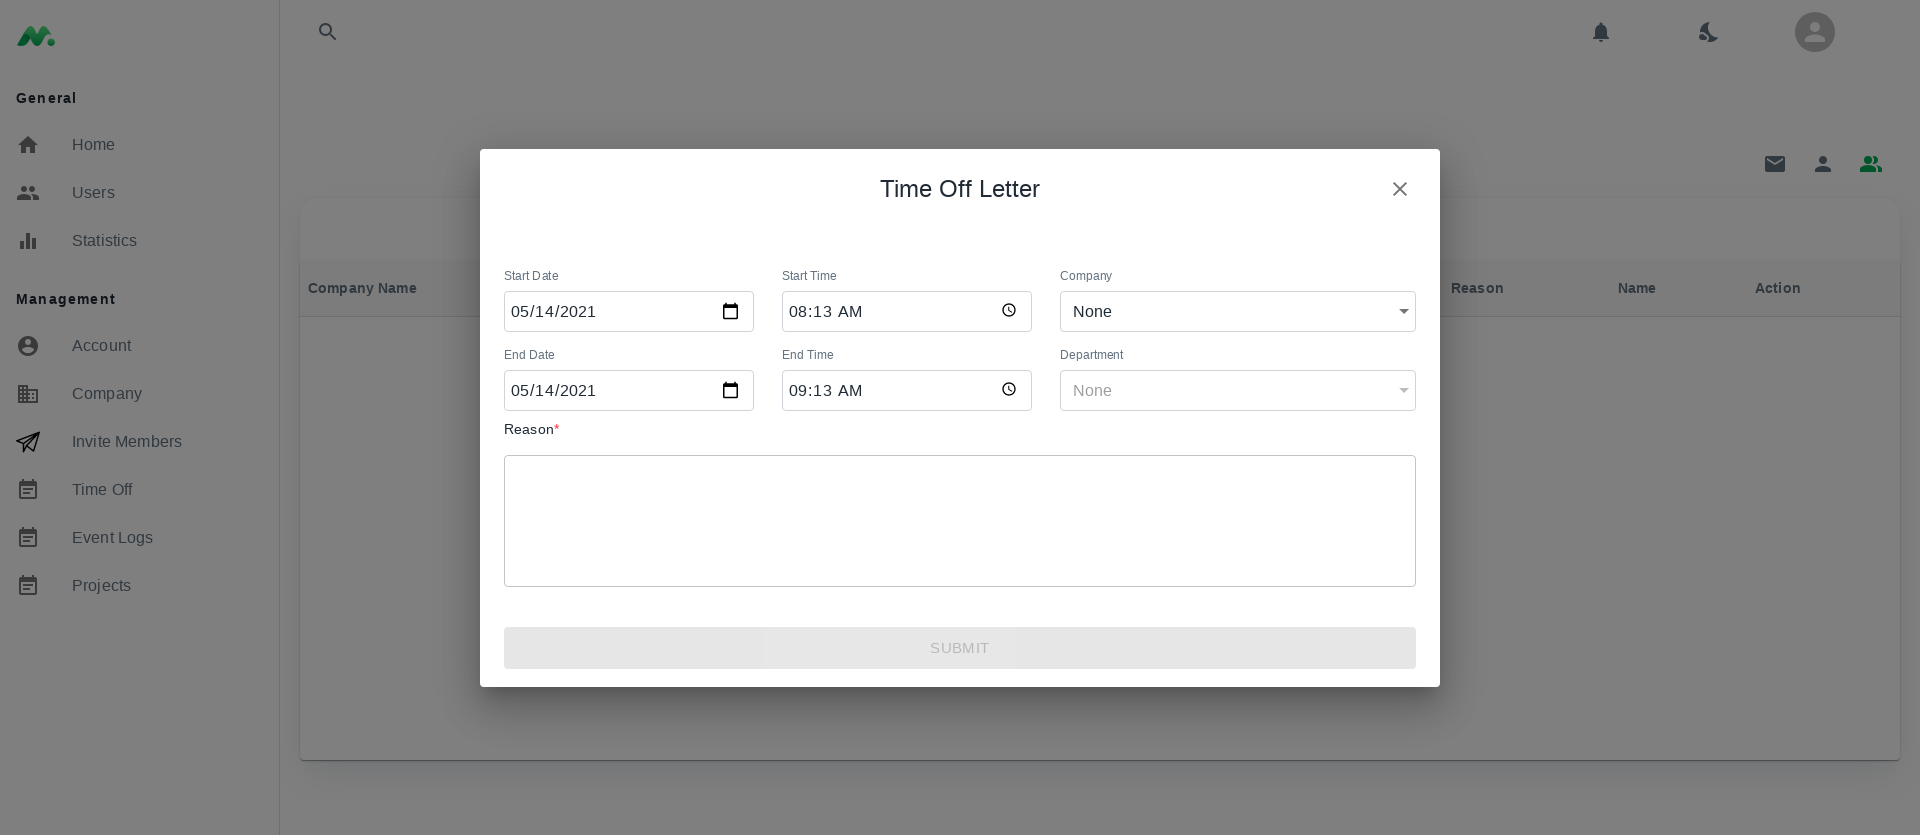 General
Home
Users
Statistics
Management
Account
Company
Invite Members
Time Off
Event Logs
Projects
Company Name
Reason
Name
Action
Time Off Letter
Start Date
Start Time
Company
05/14/2021
08:13 AM
None
End Date
End Time
Department
05/14/2021
09:13 AM
None
Reason*
SUBMIT